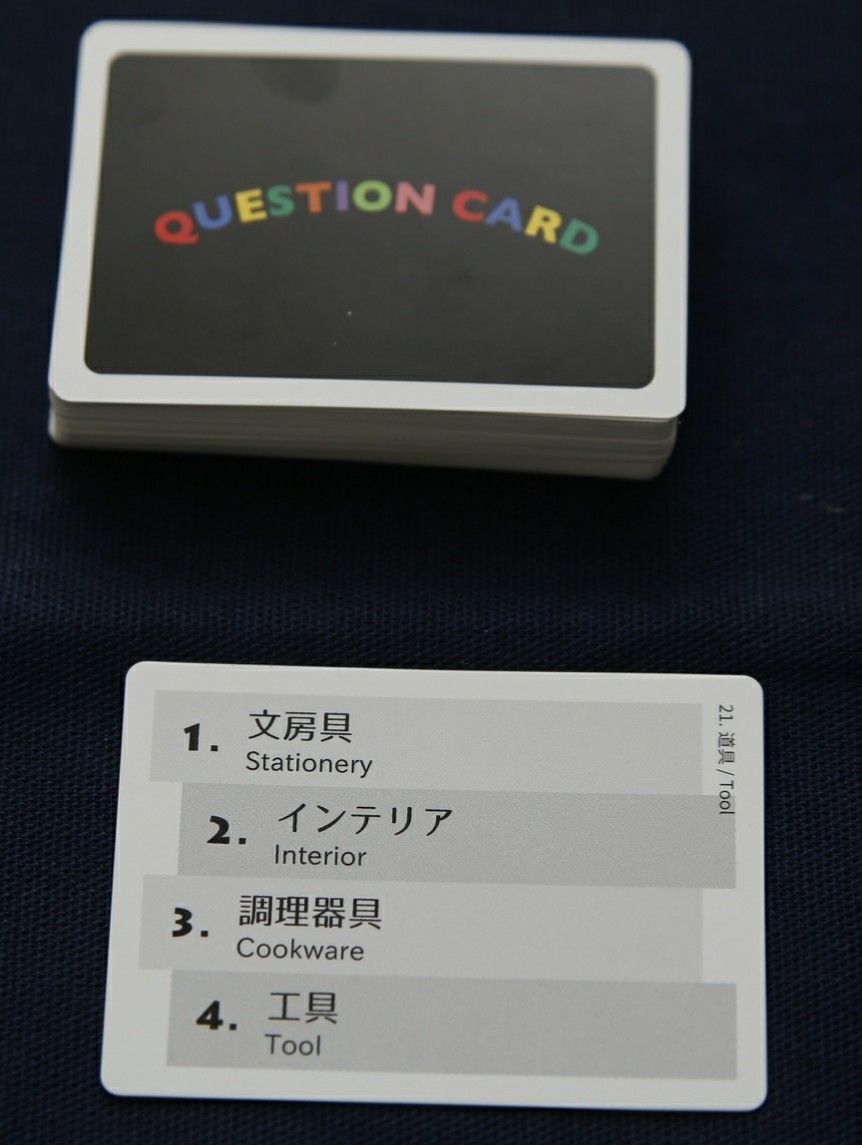 QUESTION CARD
21. 道具 / Tool
1. 文房具
Stationery
2. インテリア
Interior
3. 調理器具
Cookware
4. 工具
Tool